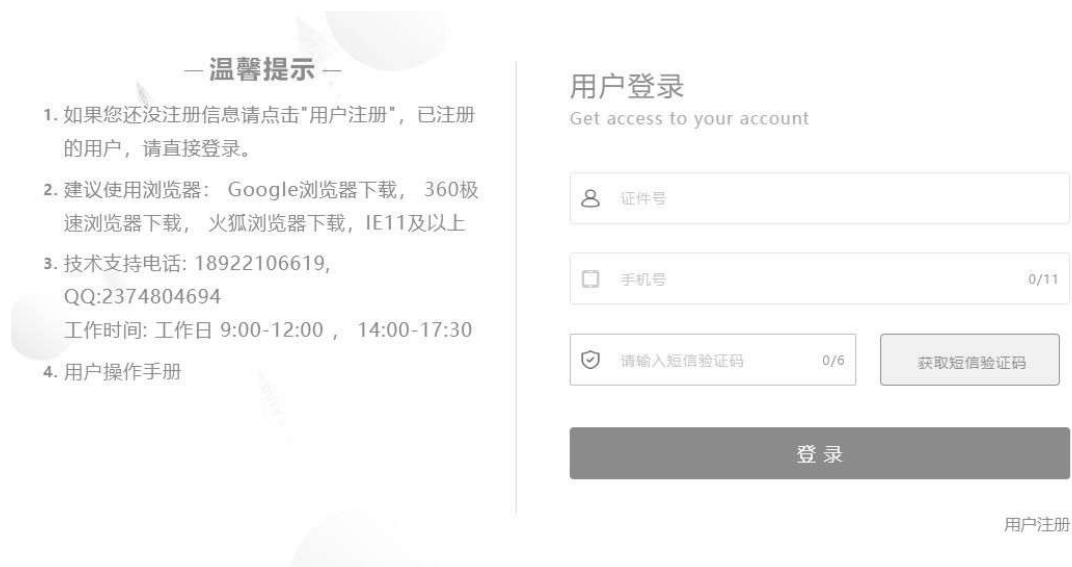 — 温馨提示 —
1. 如果您还没注册信息请点击"用户注册"，已注册
的用户，请直接登录。
2. 建议使用浏览器： Google浏览器下载， 360极
速浏览器下载， 火狐浏览器下载，IE11及以上
3. 技术支持电话: 18922106619,
QQ:2374804694
工作时间: 工作日 9:00-12:00 ， 14:00-17:30
4. 用户操作手册
用户登录
Get access to your account
证件号
手机号 0/11
请输入短信验证码 0/6 获取短信验证码
登 录
用户注册